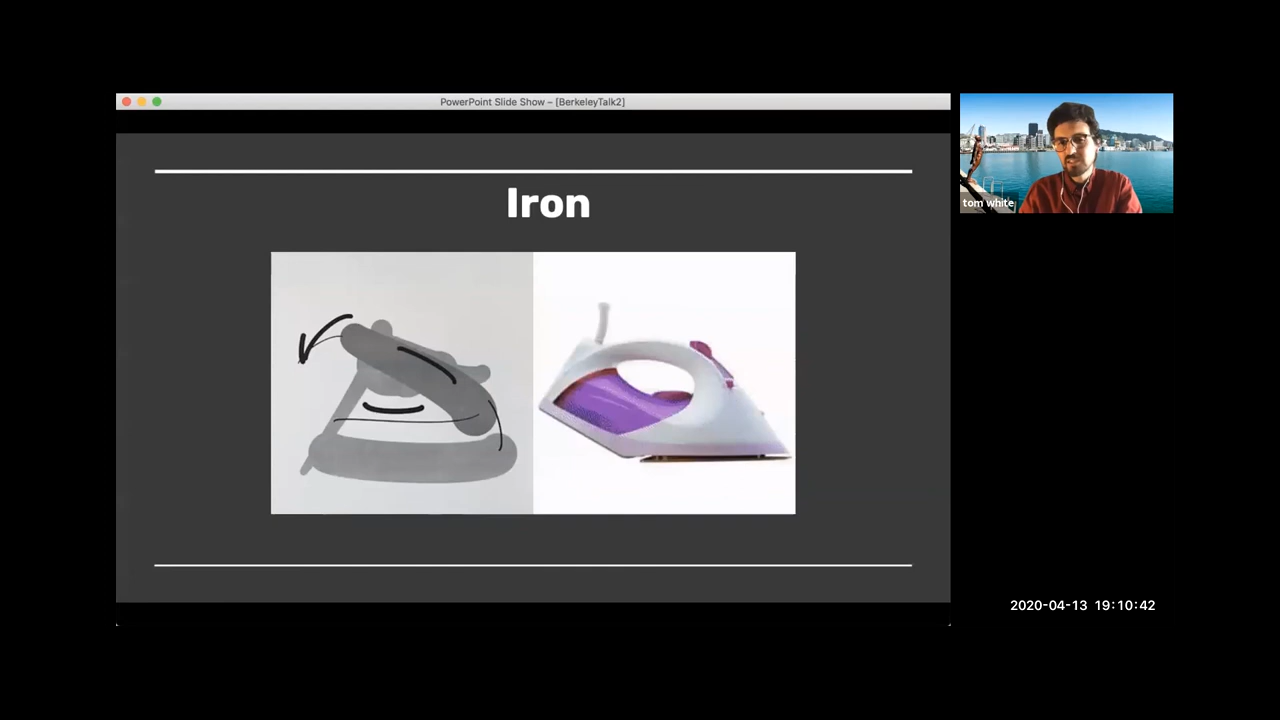 PowerPoint Slide Show – [BerkeleyTalk2]
Iron
tom white
2020-04-13 19:10:42